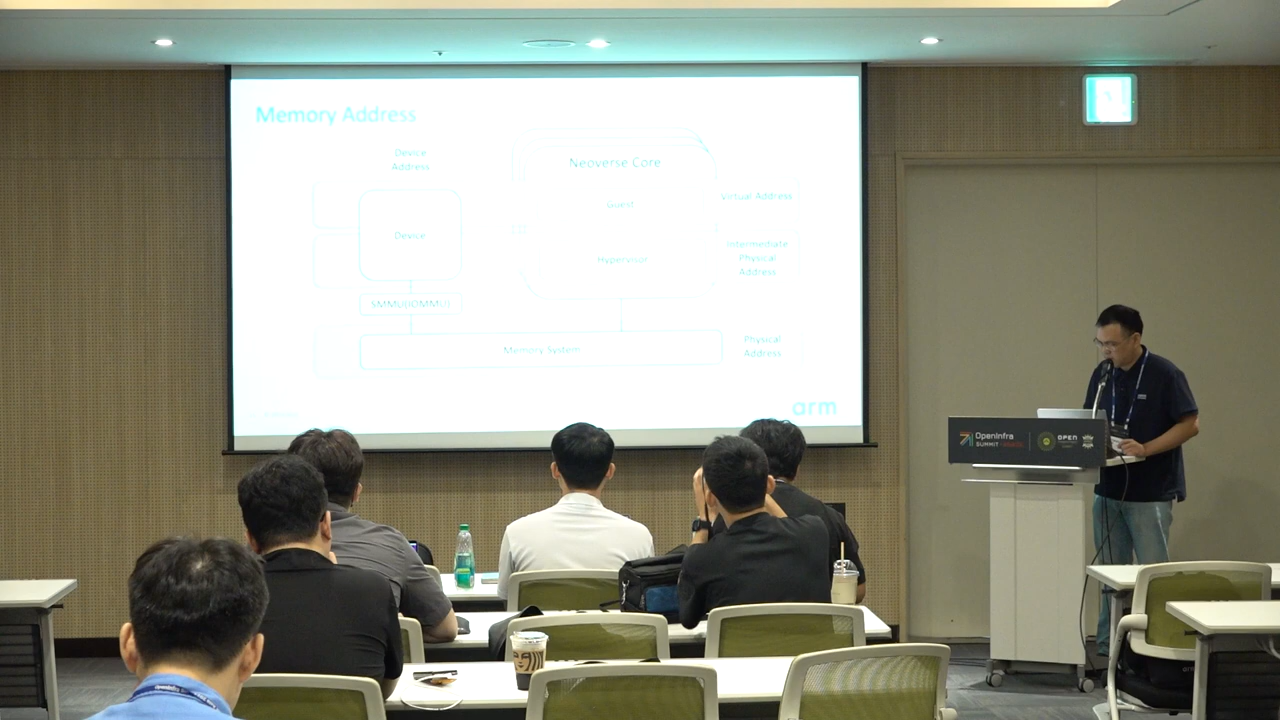 Memory Address
Device
Address
Neoverse Core
Virtual Address
Guest
Device
Intermediate
Physical
Address
Hypervisor
SMMU(IOMMU)
Memory System
Physical
Address
arm
OpenInfra
SUMMIT
OPEN